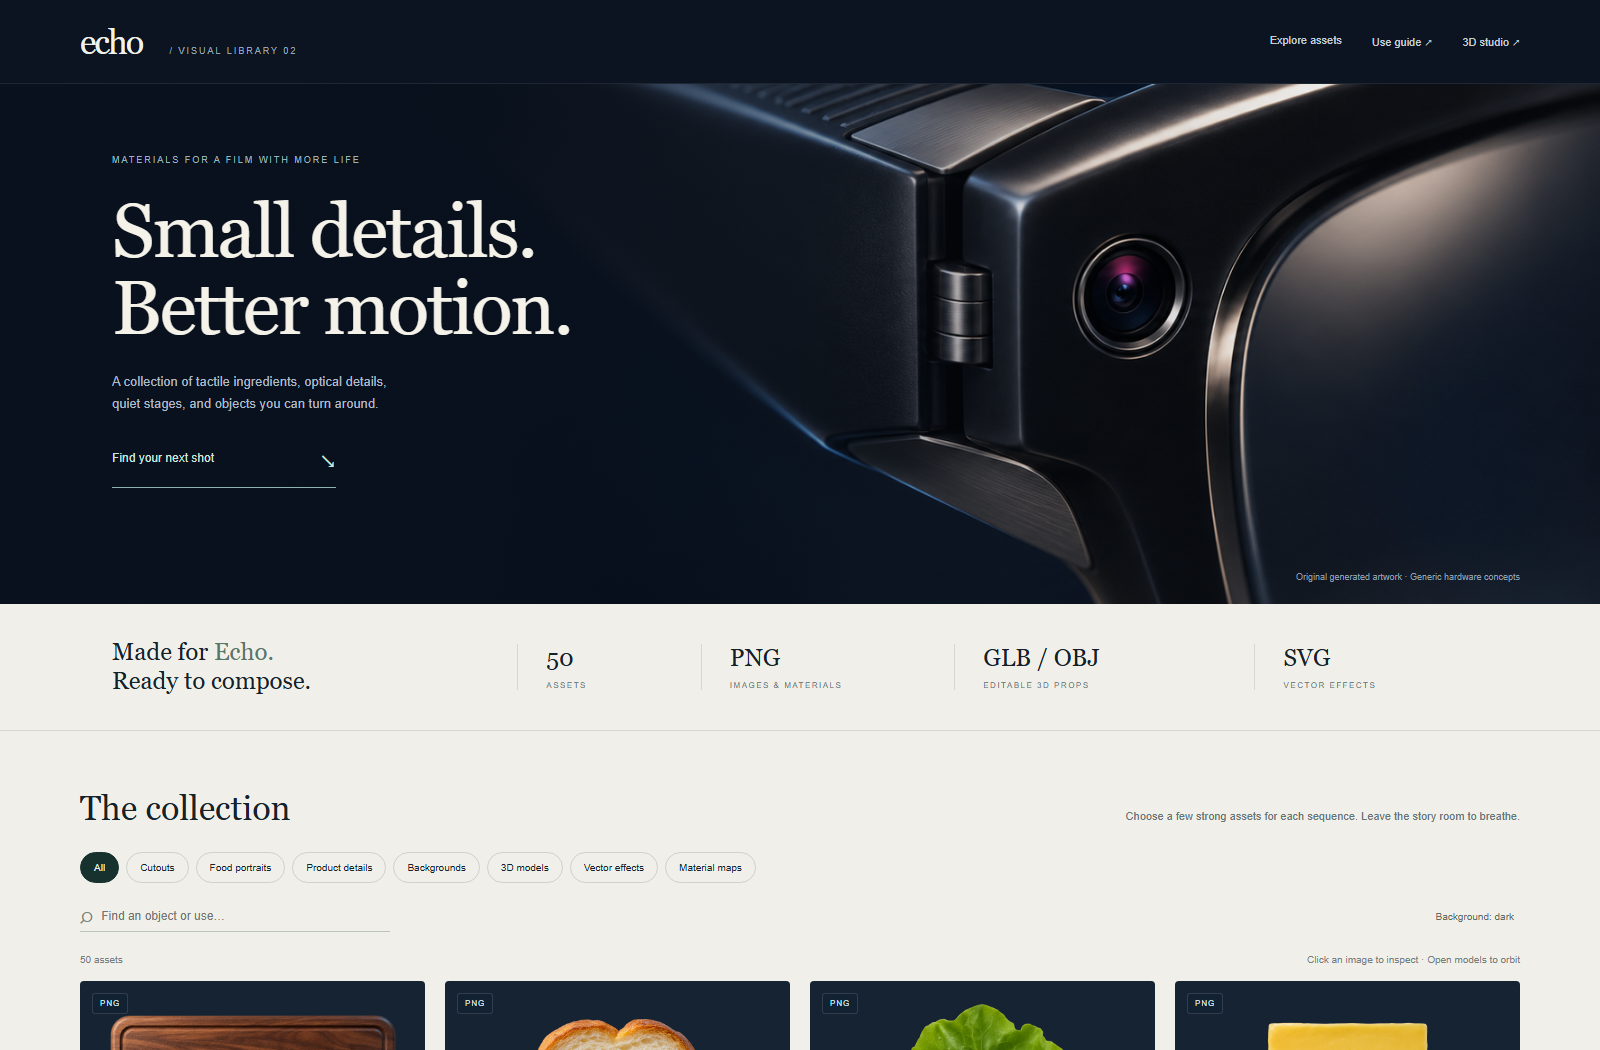 echo
/ VISUAL LIBRARY 02
Explore assets
Use guide ↗
3D studio ↗
MATERIALS FOR A FILM WITH MORE LIFE
Small details.
Better motion.
A collection of tactile ingredients, optical details,
quiet stages, and objects you can turn around.
Find your next shot ↘
Original generated artwork · Generic hardware concepts
Made for Echo.
Ready to compose.
50
ASSETS
PNG
IMAGES & MATERIALS
GLB / OBJ
EDITABLE 3D PROPS
SVG
VECTOR EFFECTS
The collection
Choose a few strong assets for each sequence. Leave the story room to breathe.
All
Cutouts
Food portraits
Product details
Backgrounds
3D models
Vector effects
Material maps
Find an object or use...
Background: dark
50 assets
Click an image to inspect · Open models to orbit
PNG
PNG
PNG
PNG